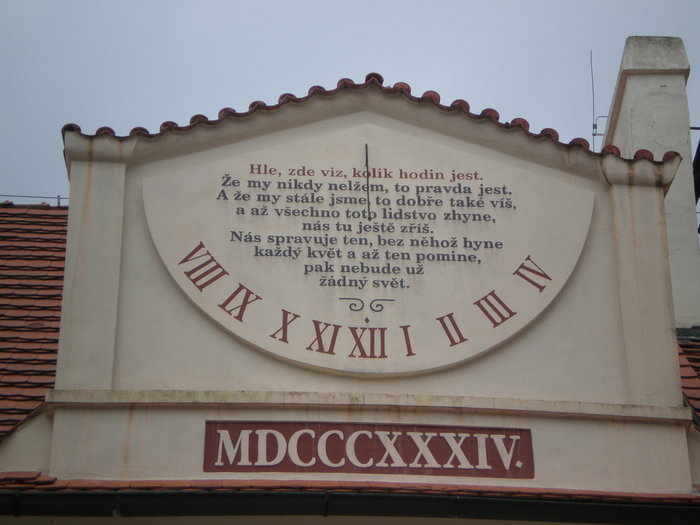 Hle, zde viz, kolik hodin jest.
Že my nikdy nelžem, to pravda jest.
A že my stále jsme, to dobře také víš,
a až všechno toto lidstvo zhyne,
nás tu ještě zříš.
Nás spravuje ten, bez něhož hyne
každý květ a až ten pomine,
pak nebude už
žádný svět.
VIII IX X XI XII I II III IV
MDCCCXXXIV.